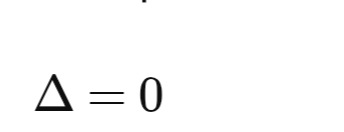 Δ = 0